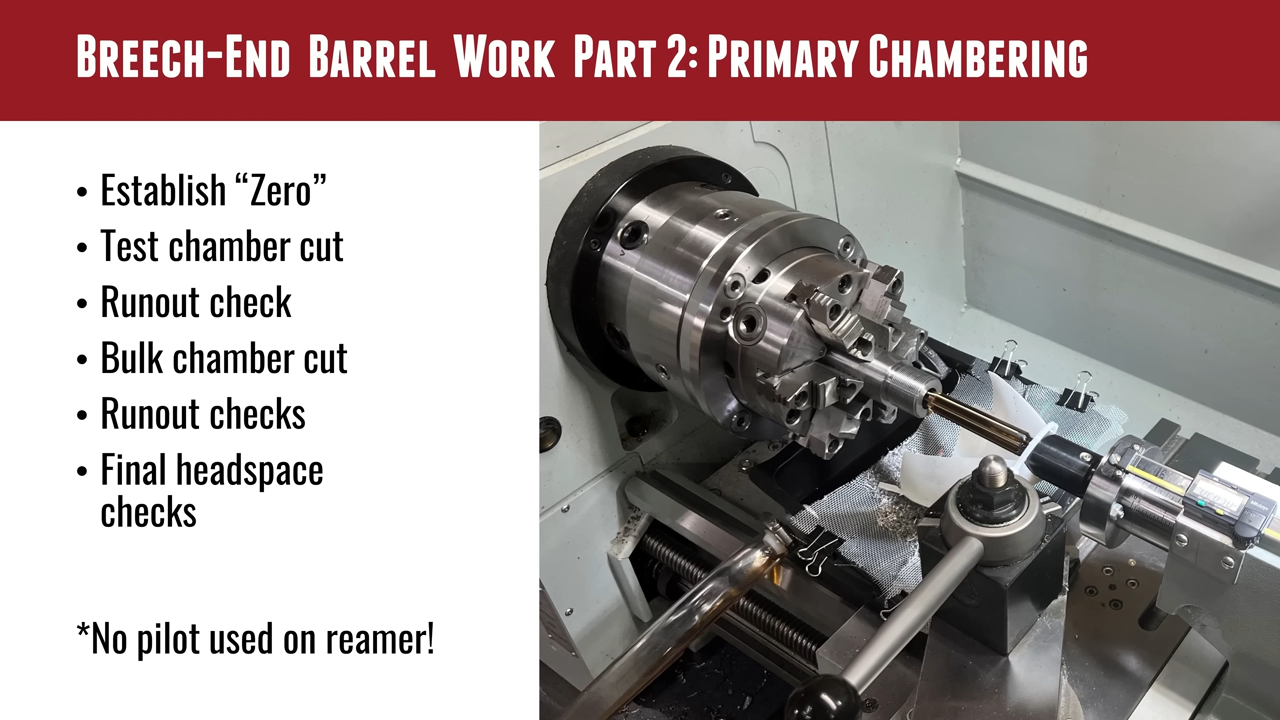 Breech-End Barrel Work Part 2: Primary Chambering
• Establish “Zero”
• Test chamber cut
• Runout check
• Bulk chamber cut
• Runout checks
• Final headspace
checks
*No pilot used on reamer!